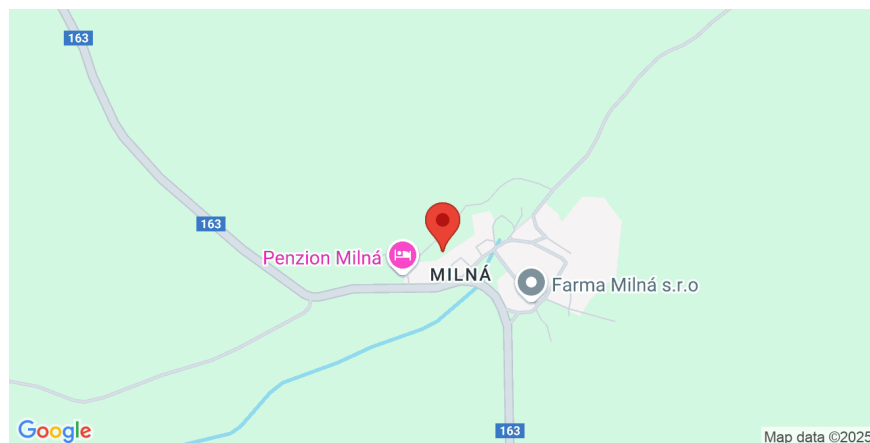 163
163
Penzion Milná
MILNÁ
Farma Milná s.r.o
163
Google
Map data ©2025